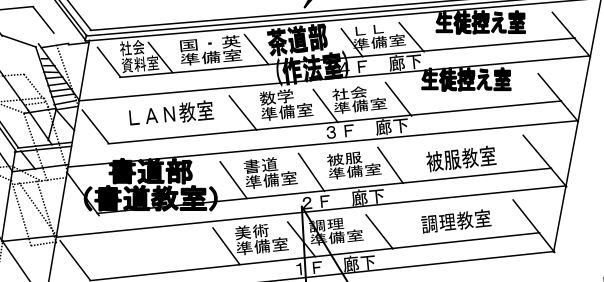 社会
資料室
国・英
準備室
茶道部
(作法室)
LL
準備室
生徒控え室
4F 廊下
LAN教室
数学
準備室
社会
準備室
生徒控え室
3F 廊下
書道部
(書道教室)
書道
準備室
被服
準備室
被服教室
2F 廊下
美術
準備室
調理
準備室
調理教室
1F 廊下